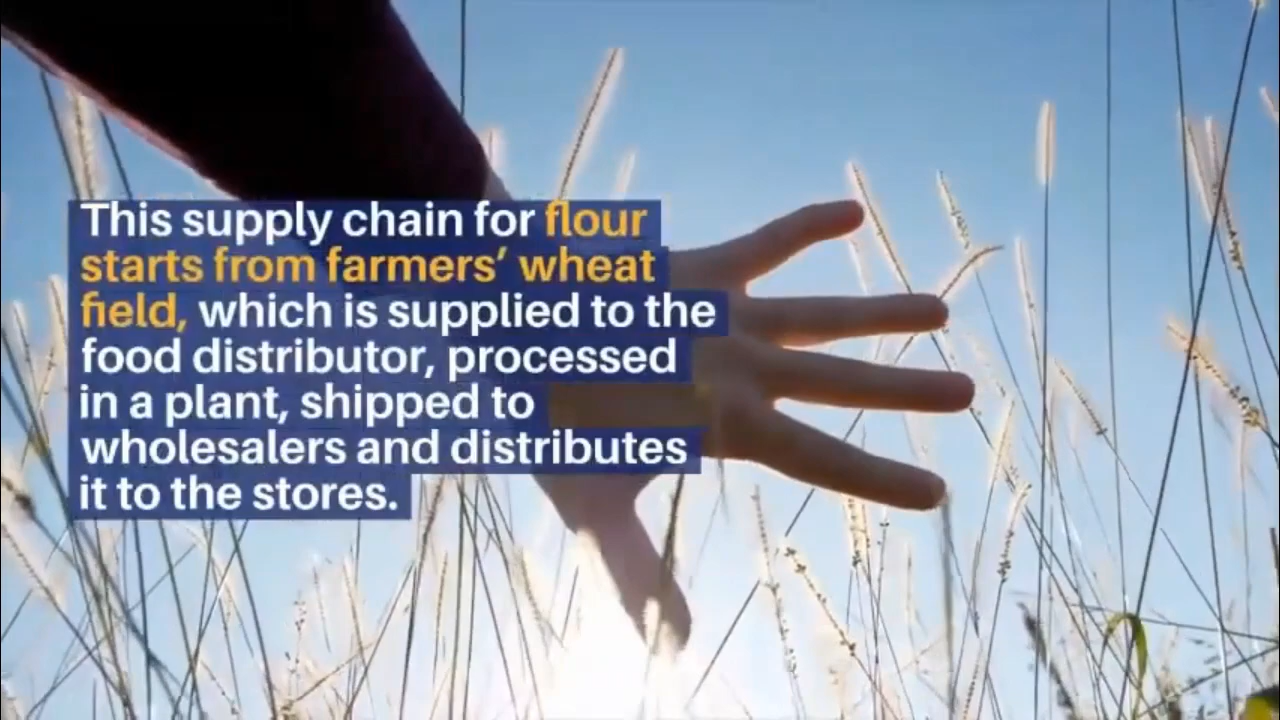 This supply chain for flour
starts from farmers’ wheat
field, which is supplied to the
food distributor, processed
in a plant, shipped to
wholesalers and distributes
it to the stores.